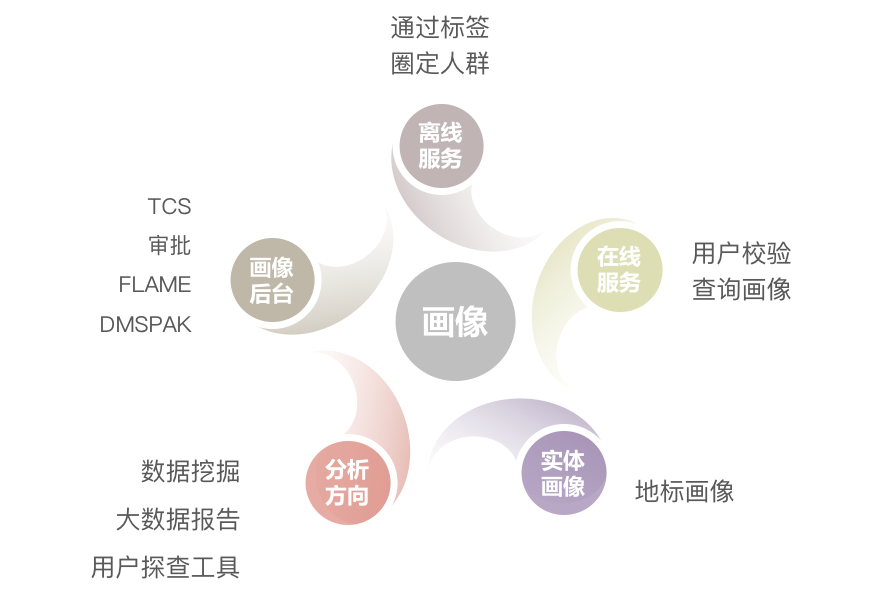 通过标签
圈定人群
离线
服务
在线
服务
用户校验
查询画像
TCS
审批
FLAME
DMSPAK
画像
后台
画像
分析
方向
数据挖掘
大数据报告
用户探查工具
实体
画像
地标画像